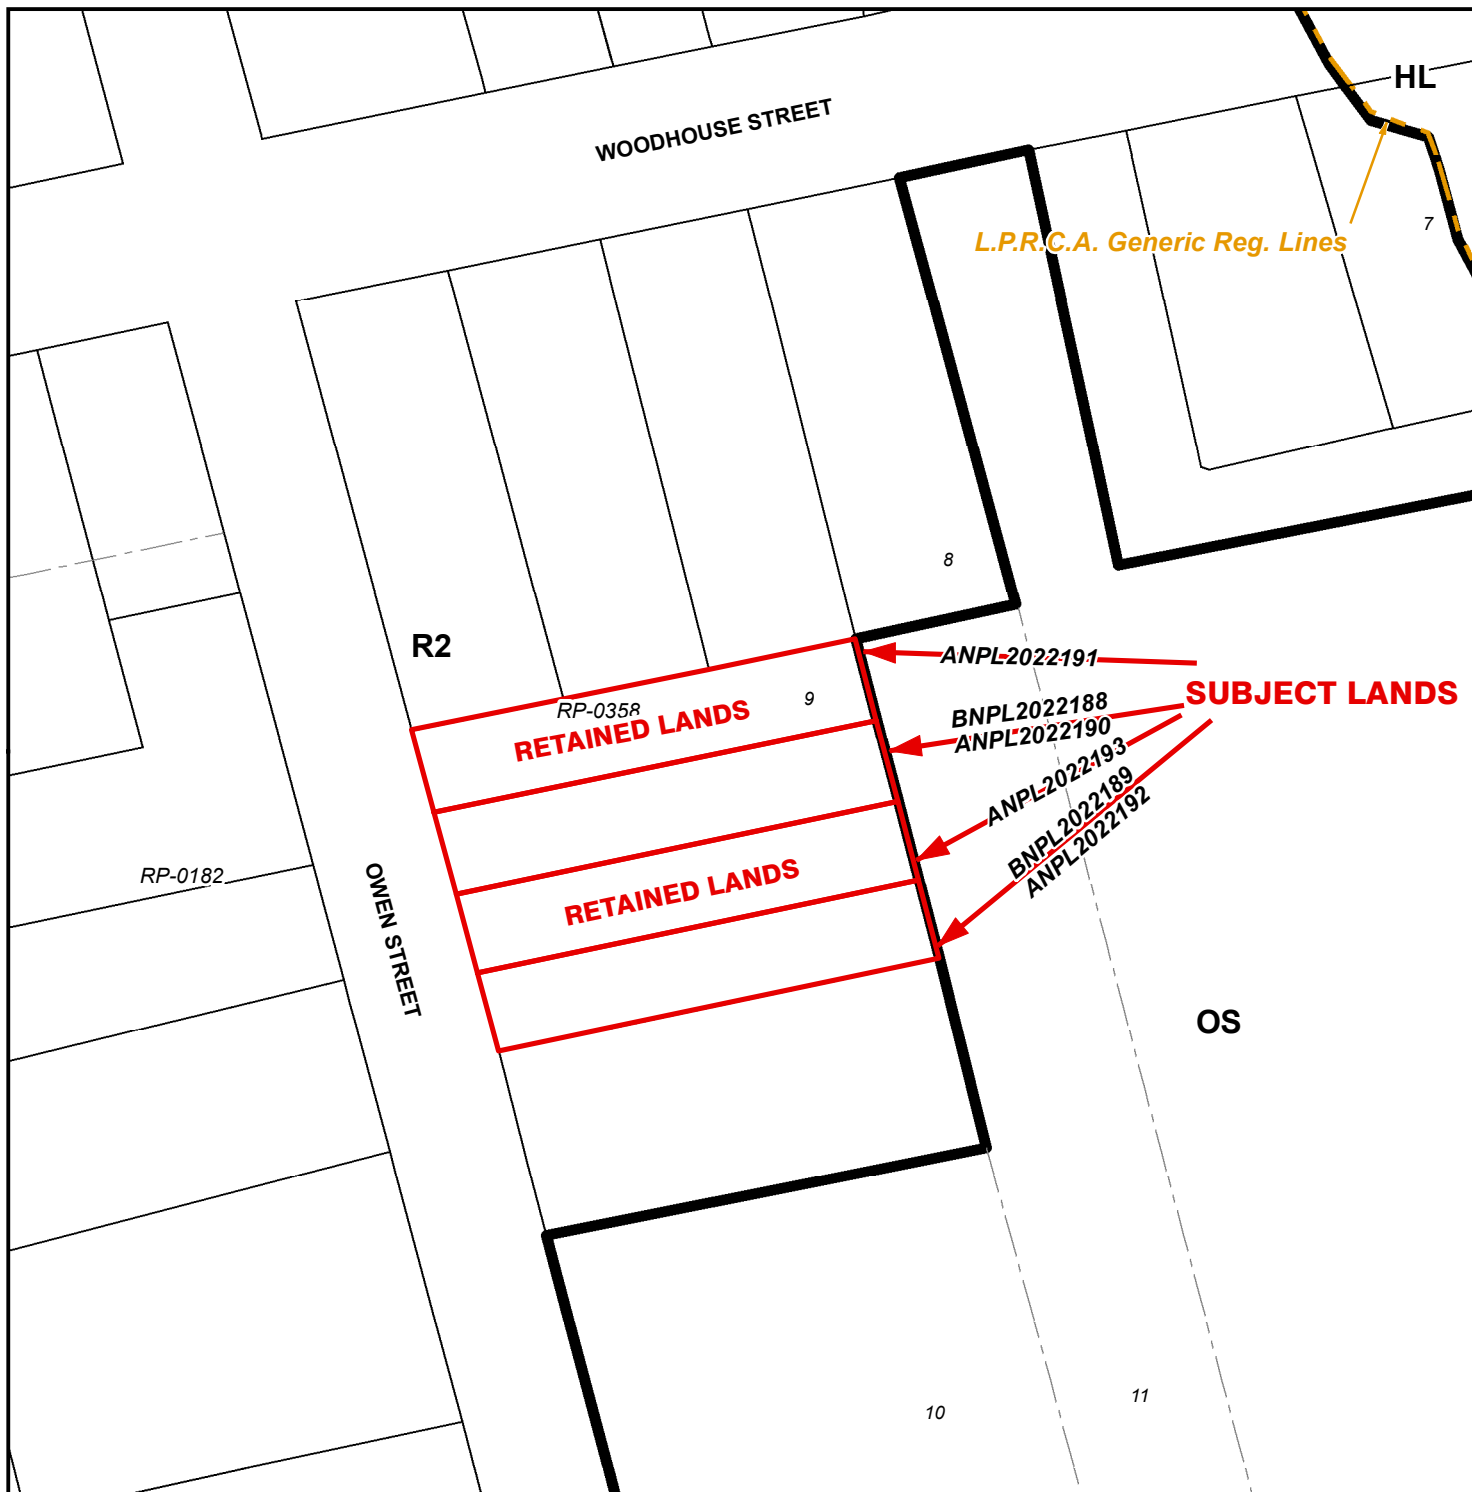 HL
WOODHOUSE STREET
7
L.P.R.C.A. Generic Reg. Lines
8
R2
ANPL2022191
SUBJECT LANDS
9
RP-0358
RETAINED LANDS
BNPL2022188
ANPL2022190
ANPL2022193
BNPL2022189
ANPL2022192
RP-0182
OWEN STREET
RETAINED LANDS
OS
10
11